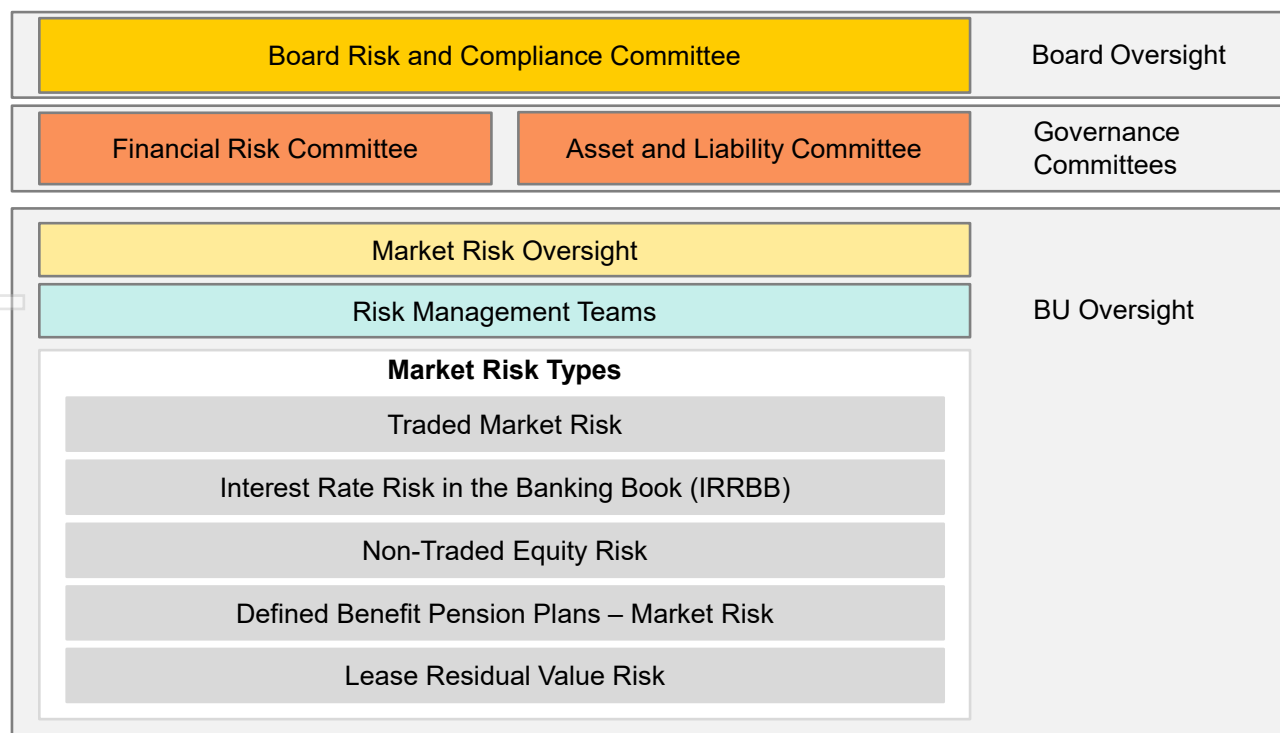 Board Risk and Compliance Committee
Board Oversight
Financial Risk Committee
Asset and Liability Committee
Governance
Committees
Market Risk Oversight
Risk Management Teams
BU Oversight
Market Risk Types
Traded Market Risk
Interest Rate Risk in the Banking Book (IRRBB)
Non-Traded Equity Risk
Defined Benefit Pension Plans – Market Risk
Lease Residual Value Risk